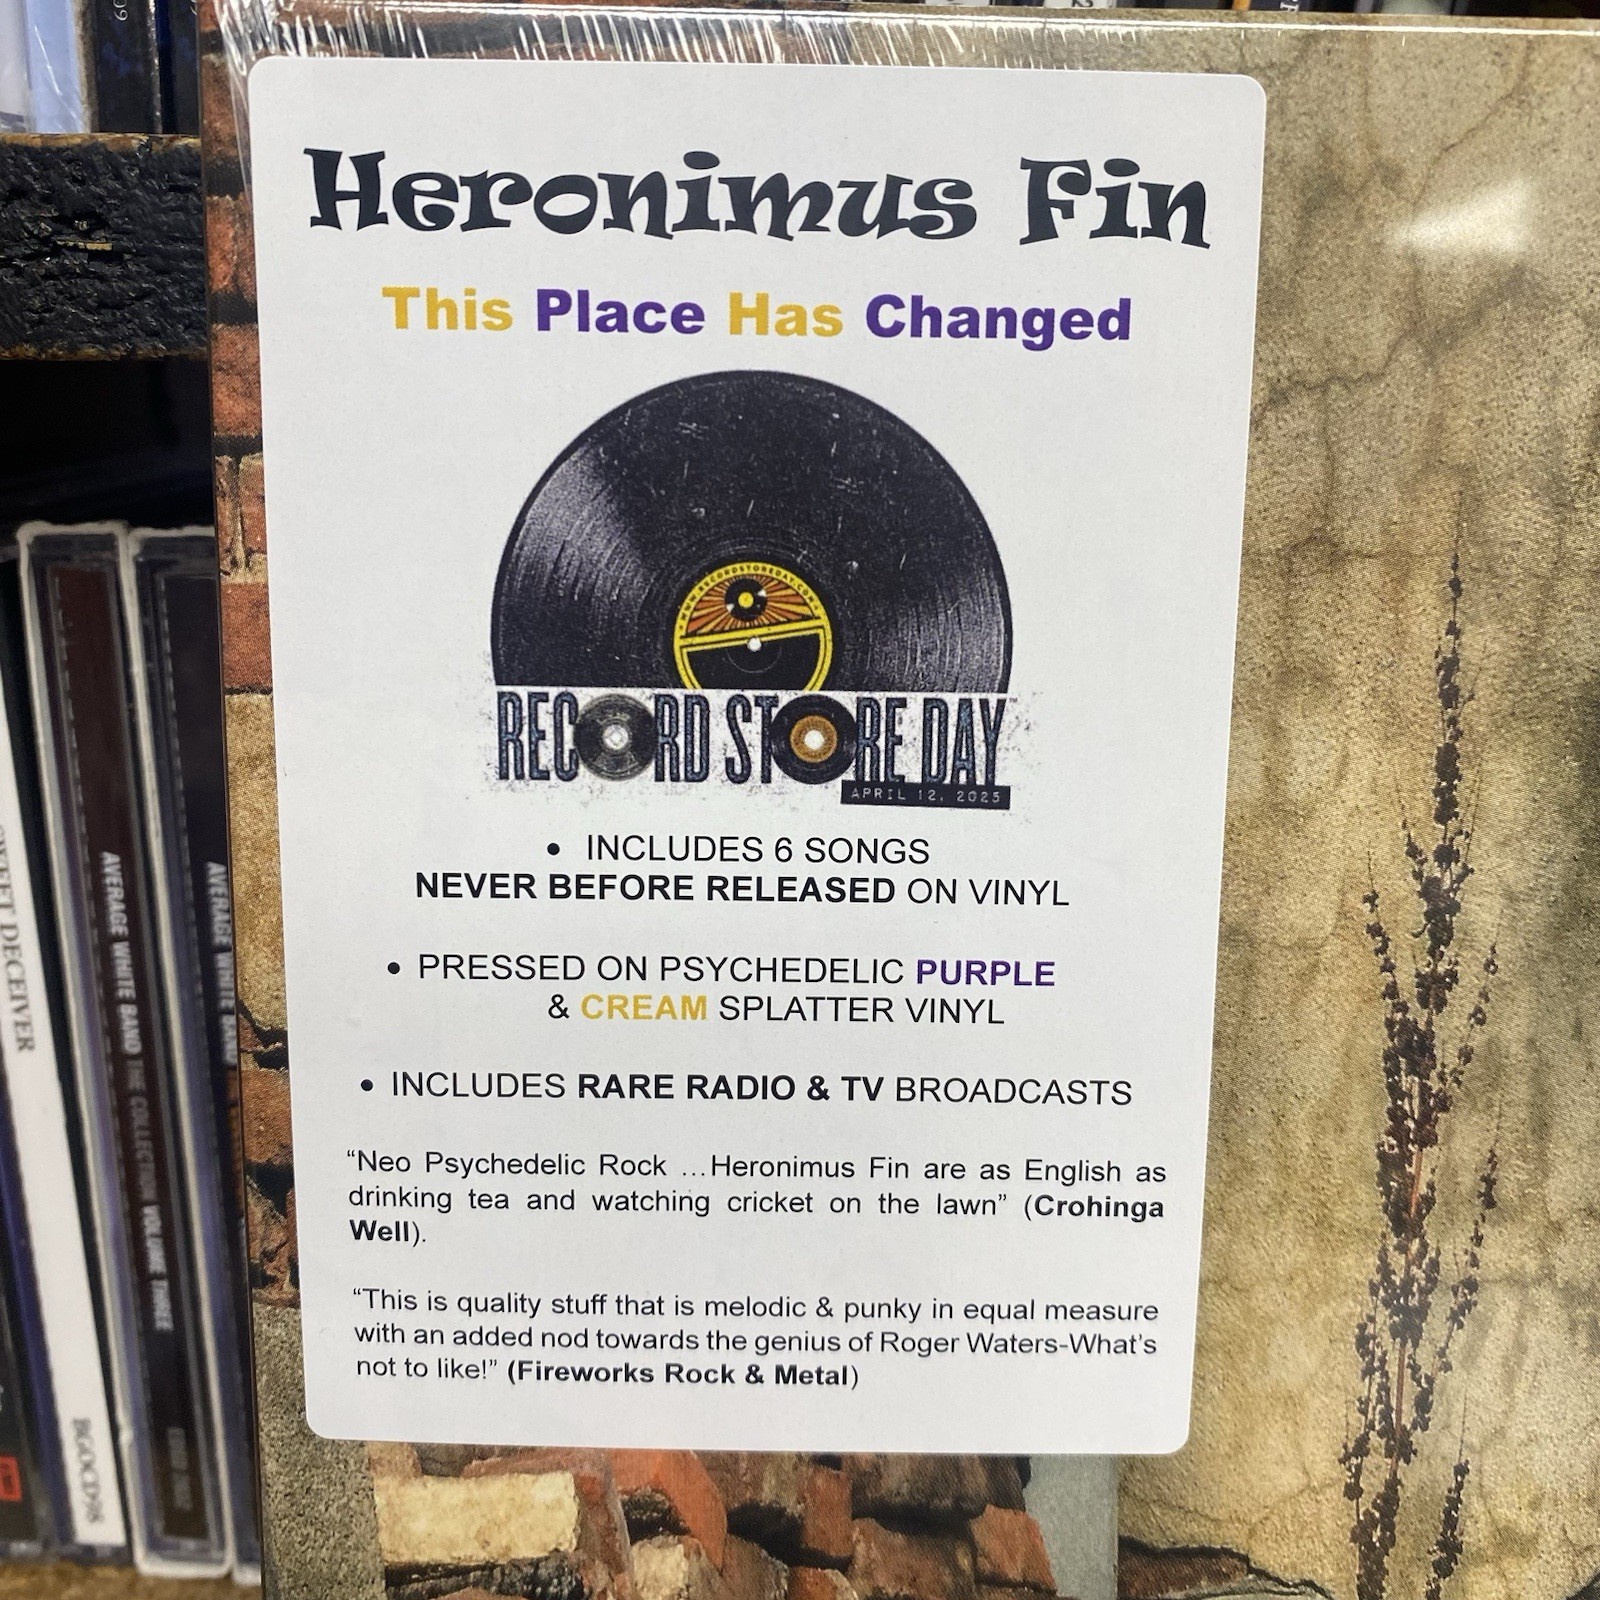 Heronimus Fin
This Place Has Changed
WWW.RECORDSTOREDAY.COM
RECORD STORE DAY
APRIL 12, 2025
• INCLUDES 6 SONGS
NEVER BEFORE RELEASED ON VINYL
• PRESSED ON PSYCHEDELIC PURPLE
& CREAM SPLATTER VINYL
• INCLUDES RARE RADIO & TV BROADCASTS
“Neo Psychedelic Rock ...Heronimus Fin are as English as
drinking tea and watching cricket on the lawn” (Crohinga
Well).
“This is quality stuff that is melodic & punky in equal measure
with an added nod towards the genius of Roger Waters-What’s
not to like!” (Fireworks Rock & Metal)
DECEIVER
BGOCD98
AVERAGE WHITE BAND THE COLLECTION VOLUME THREE
AVERAGE WHITE BAND